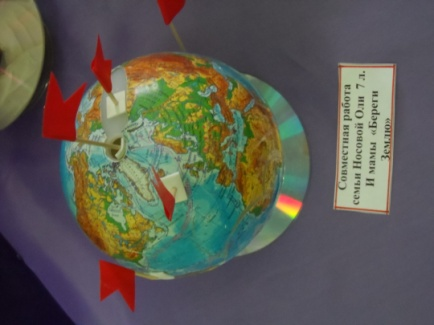 Совместная работа
семьи Носовой Оли 7 л.
И мамы «Береги
Землю»